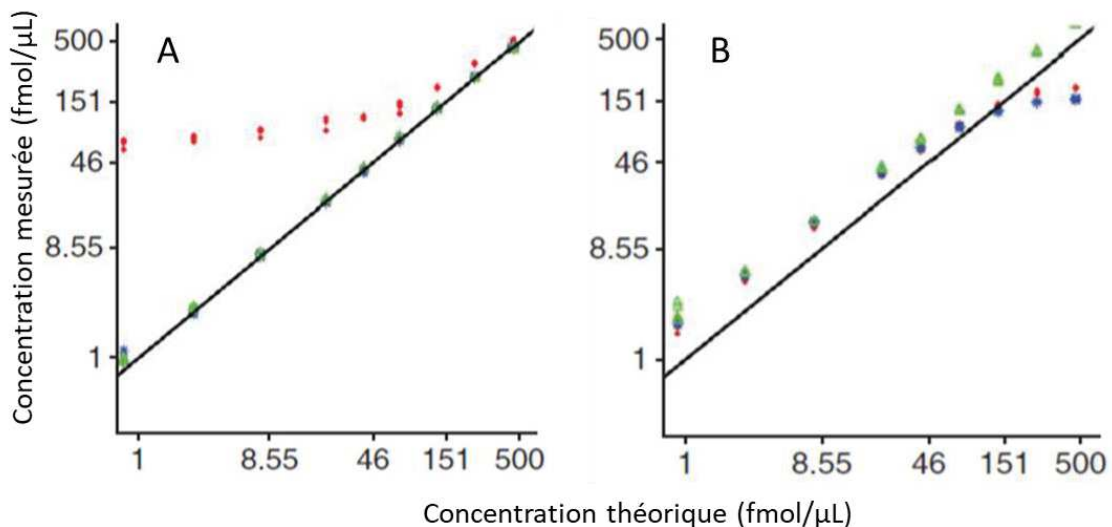 Concentration mesurée (fmol/µL)
A
500
151
46
8.55
1
1 8.55 46 151 500
B
500
151
46
8.55
1
1 8.55 46 151 500
Concentration théorique (fmol/µL)